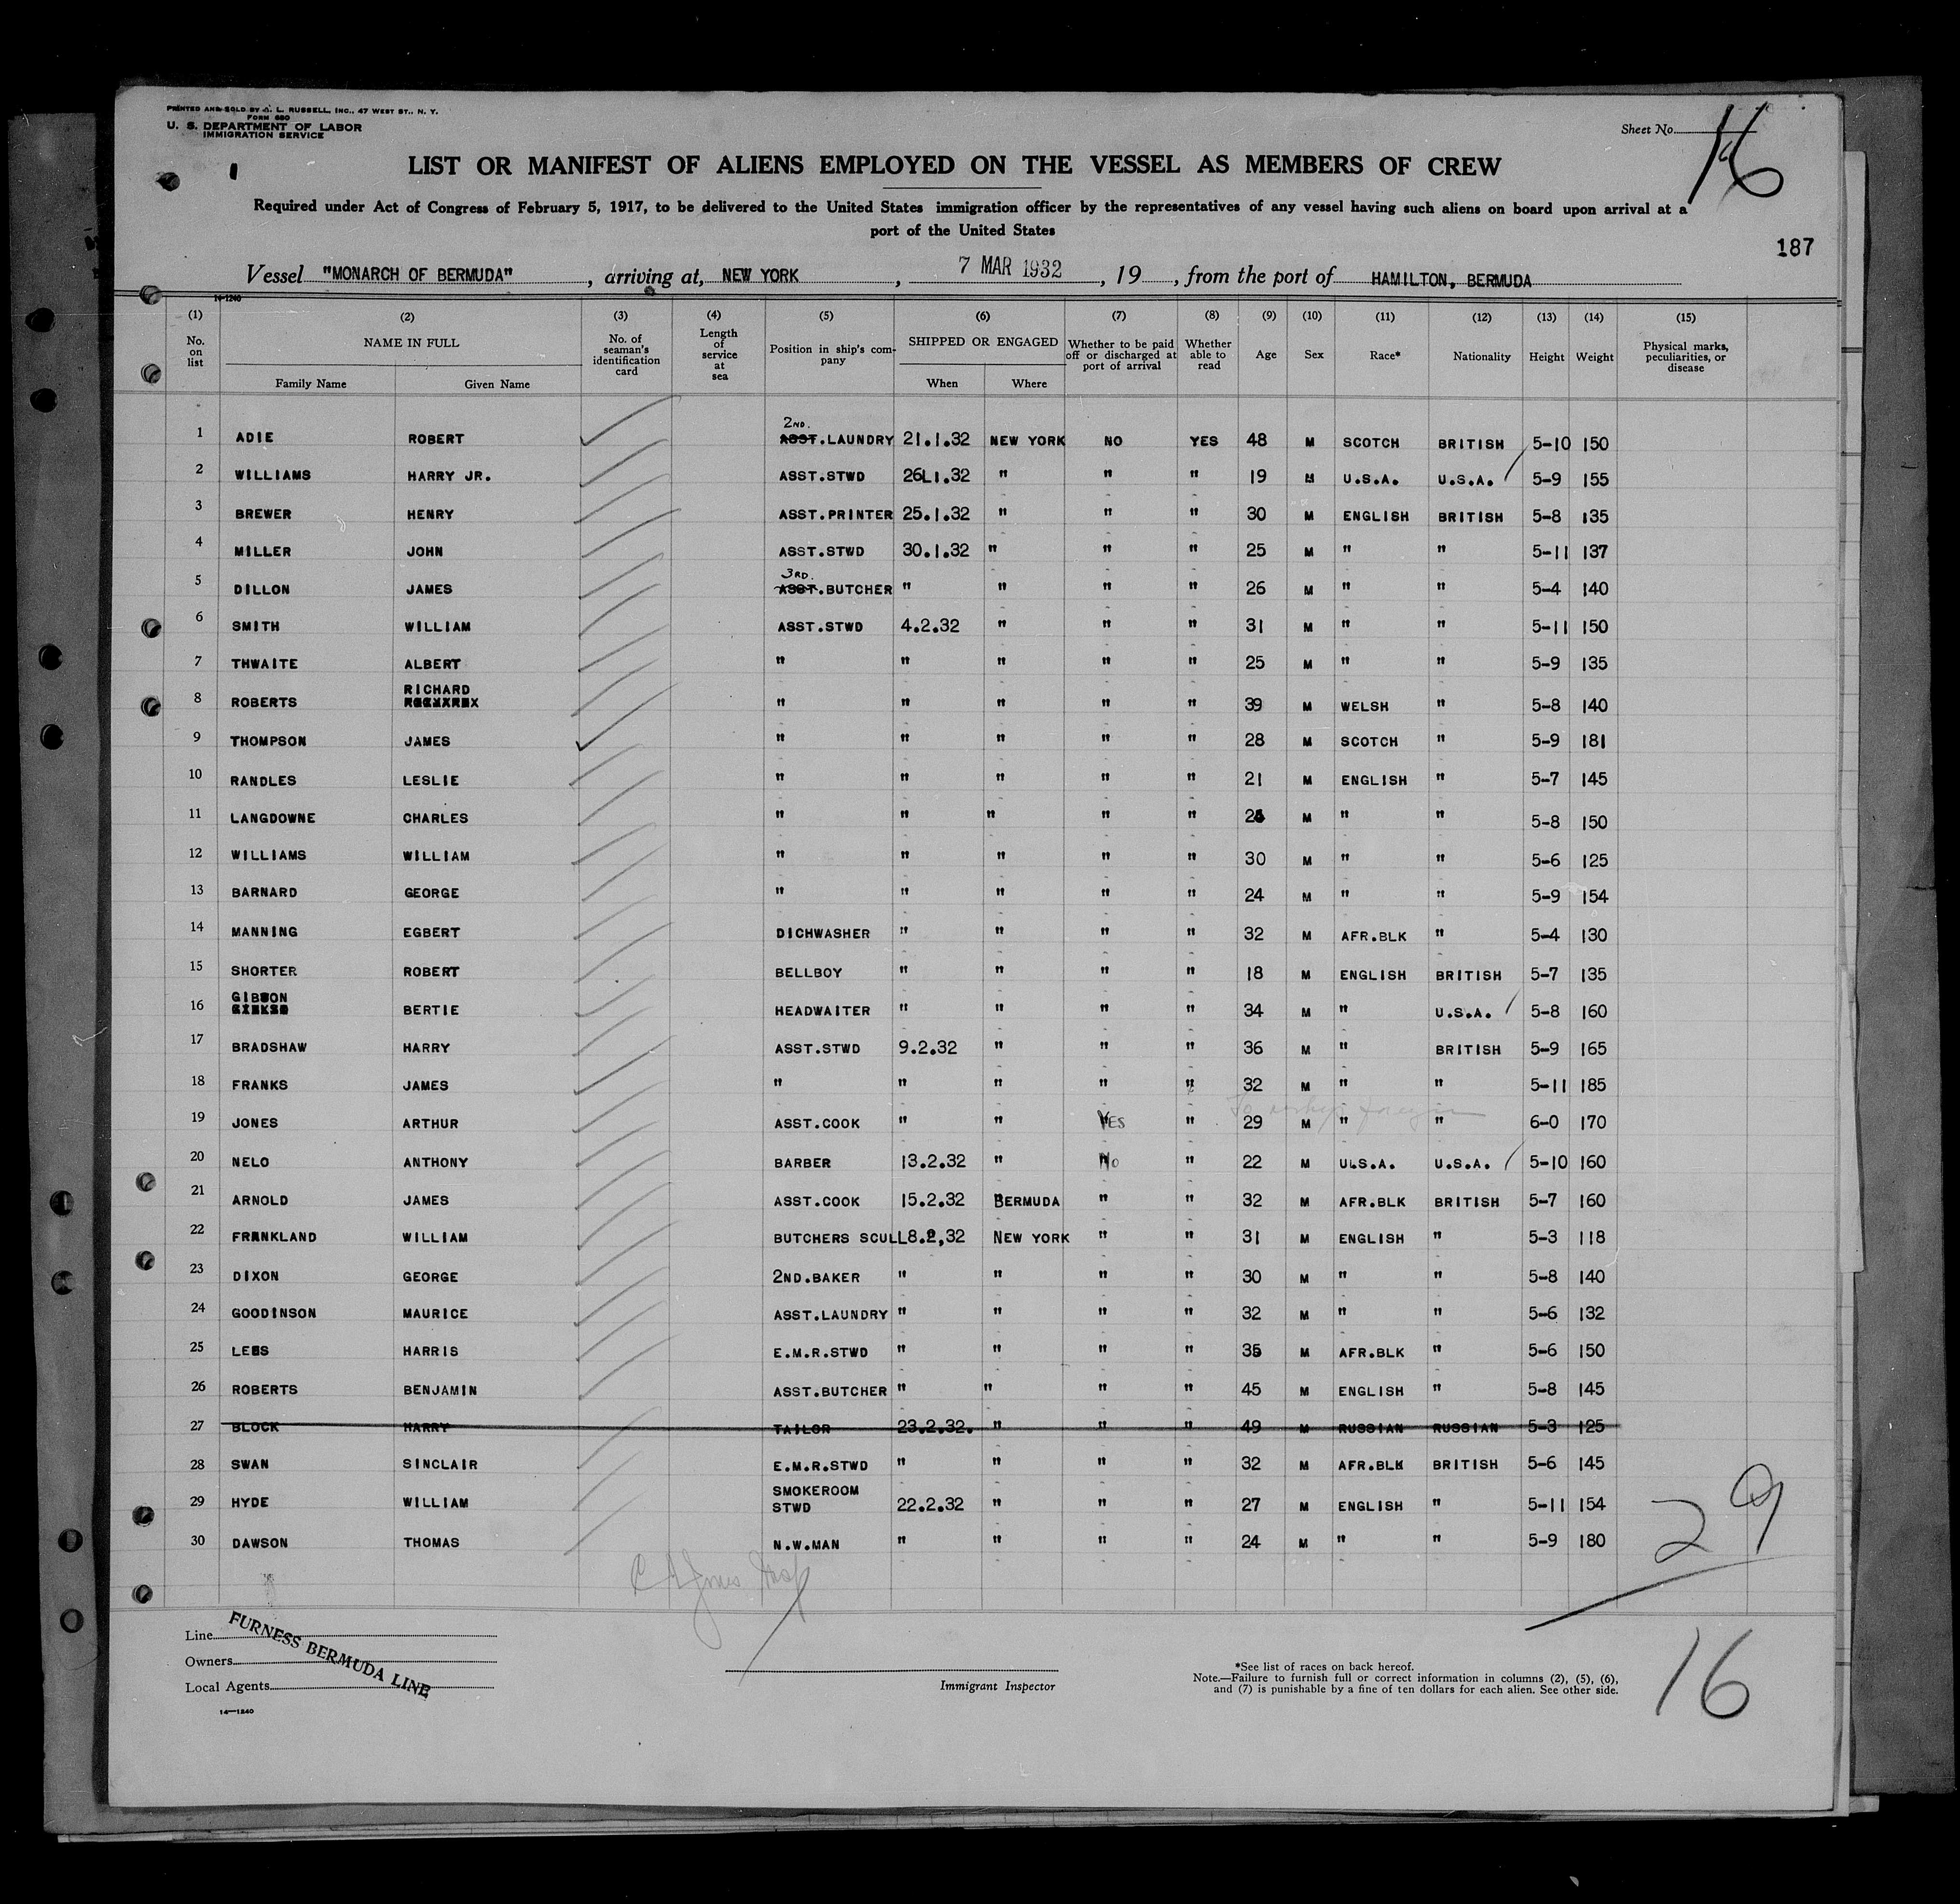 PRINTED AND SOLD BY A. L. RUSSELL, INC., 47 WEST ST., N. Y.
FORM 680
U. S. DEPARTMENT OF LABOR
IMMIGRATION SERVICE
Sheet No. 16
LIST OR MANIFEST OF ALIENS EMPLOYED ON THE VESSEL AS MEMBERS OF CREW
Required under Act of Congress of February 5, 1917, to be delivered to the United States immigration officer by the representatives of any vessel having such aliens on board upon arrival at a
port of the United States
187
Vessel "MONARCH OF BERMUDA", arriving at, NEW YORK, 7 MAR 1932, 19, from the port of HAMILTON, BERMUDA
14-1240
(1) No. on list (2) NAME IN FULL Family Name Given Name (3) No. of seaman's identification card (4) Length of service at sea (5) Position in ship's company (6) SHIPPED OR ENGAGED When Where (7) Whether to be paid off or discharged at port of arrival (8) Whether able to read (9) Age (10) Sex (11) Race* (12) Nationality (13) Height (14) Weight (15) Physical marks, peculiarities, or disease
1 ADIE ROBERT 2ND. ASST.LAUNDRY 21.1.32 NEW YORK NO YES 48 M SCOTCH BRITISH 5-10 150
2 WILLIAMS HARRY JR. ASST.STWD 26L1.32 " " " 19 M U.S.A. U.S.A. 5-9 155
3 BREWER HENRY ASST.PRINTER 25.1.32 " " " 30 M ENGLISH BRITISH 5-8 135
4 MILLER JOHN ASST.STWD 30.1.32 " " " 25 M " " 5-11 137
5 DILLON JAMES 3RD. ASST.BUTCHER " " " " 26 M " " 5-4 140
6 SMITH WILLIAM ASST.STWD 4.2.32 " " " 31 M " " 5-11 150
7 THWAITE ALBERT " " " " " 25 M " " 5-9 135
8 ROBERTS RICHARD " " " " " 39 M WELSH " 5-8 140
9 THOMPSON JAMES " " " " " 28 M SCOTCH " 5-9 181
10 RANDLES LESLIE " " " " " 21 M ENGLISH " 5-7 145
11 LANGDOWNE CHARLES " " " " " M " " 5-8 150
12 WILLIAMS WILLIAM " " " " " 30 M " " 5-6 125
13 BARNARD GEORGE " " " " " 24 M " " 5-9 154
14 MANNING EGBERT DICHWASHER " " " " 32 M AFR.BLK " 5-4 130
15 SHORTER ROBERT BELLBOY " " " " 18 M ENGLISH BRITISH 5-7 135
16 GIBSON BERTIE HEADWAITER " " " " 34 M " U.S.A. 5-8 160
17 BRADSHAW HARRY ASST.STWD 9.2.32 " " " 36 M " BRITISH 5-9 165
18 FRANKS JAMES " " " " " 32 M " " 5-11 185
19 JONES ARTHUR ASST.COOK " " YES " 29 M " " 6-0 170
20 NELO ANTHONY BARBER 13.2.32 " No " 22 M U.S.A. U.S.A. 5-10 160
21 ARNOLD JAMES ASST.COOK 15.2.32 BERMUDA " " 32 M AFR.BLK BRITISH 5-7 160
22 FRANKLAND WILLIAM BUTCHERS SCULL8.2,32 NEW YORK " " 31 M ENGLISH " 5-3 118
23 DIXON GEORGE 2ND.BAKER " " " " 30 M " " 5-8 140
24 GOODINSON MAURICE ASST.LAUNDRY " " " " 32 M " " 5-6 132
25 LEES HARRIS E.M.R.STWD " " " " 35 M AFR.BLK " 5-6 150
26 ROBERTS BENJAMIN ASST.BUTCHER " " " " 45 M ENGLISH " 5-8 145
27 BLOCK HARRY TAILOR 23.2.32. " " " 49 M RUSSIAN RUSSIAN 5-3 125
28 SWAN SINCLAIR E.M.R.STWD " " " " 32 M AFR.BLK BRITISH 5-6 145
29 HYDE WILLIAM SMOKEROOM STWD 22.2.32 " " " 27 M ENGLISH " 5-11 154
30 DAWSON THOMAS N.W.MAN " " " " 24 M " " 5-9 180
29
Line
Owners
Local Agents
FURNESS BERMUDA LINE
14—1240
Immigrant Inspector
*See list of races on back hereof.
Note.—Failure to furnish full or correct information in columns (2), (5), (6),
and (7) is punishable by a fine of ten dollars for each alien. See other side.
16